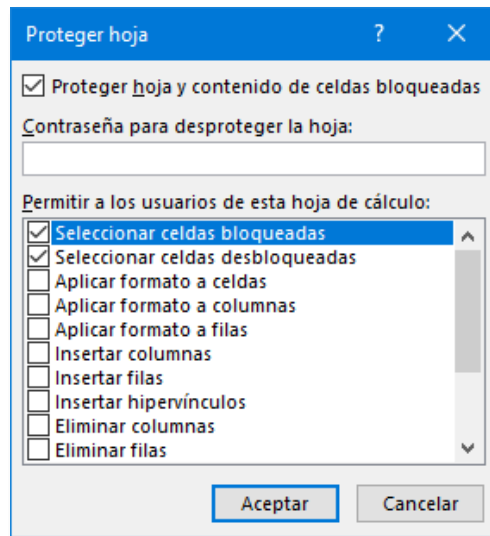 Proteger hoja ? ×
Proteger hoja y contenido de celdas bloqueadas
Contraseña para desproteger la hoja:
Permitir a los usuarios de esta hoja de cálculo:
Seleccionar celdas bloqueadas
Seleccionar celdas desbloqueadas
Aplicar formato a celdas
Aplicar formato a columnas
Aplicar formato a filas
Insertar columnas
Insertar filas
Insertar hipervínculos
Eliminar columnas
Eliminar filas
Aceptar Cancelar